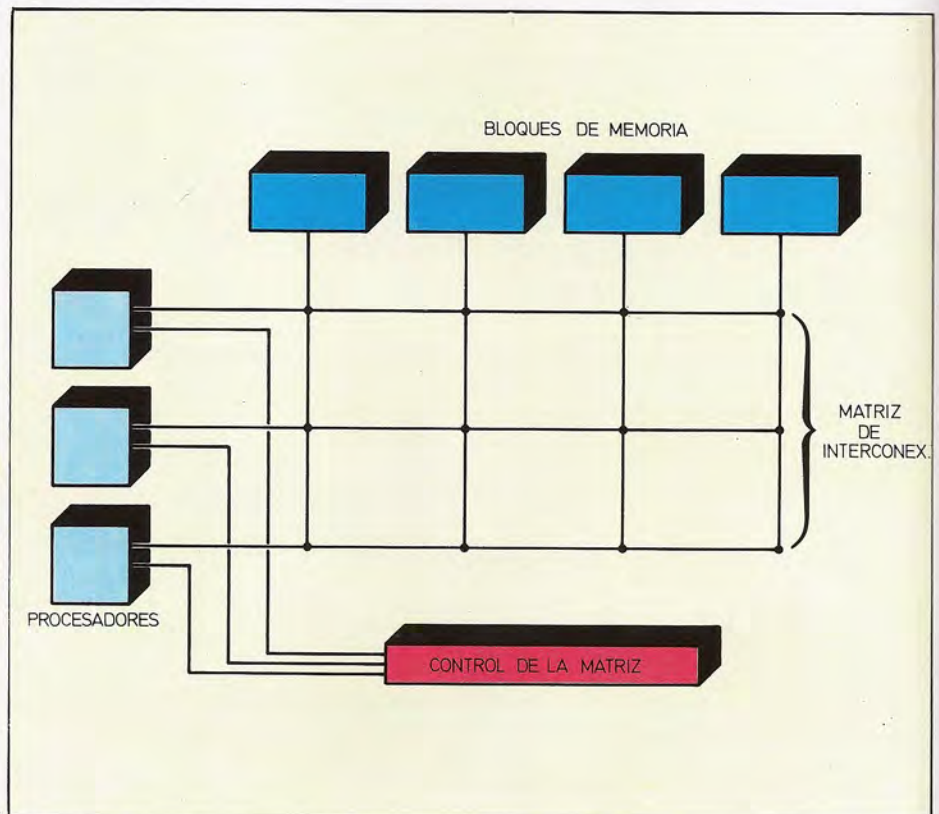 BLOQUES DE MEMORIA
MATRIZ
DE
INTERCONEX.
PROCESADORES
CONTROL DE LA MATRIZ